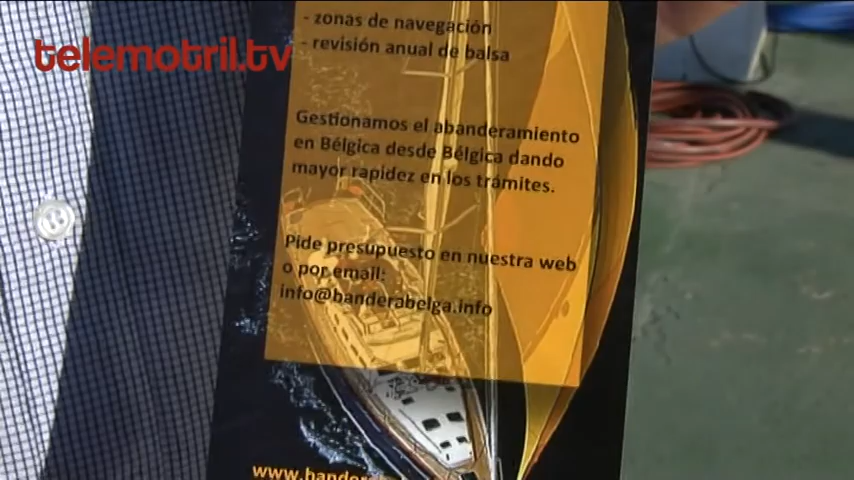 telemotril.tv
- zonas de navegación
- revisión anual de balsa
Gestionamos el abanderamiento
en Bélgica desde Bélgica dando
mayor rapidez en los trámites.
Pide presupuesto en nuestra web
o por email:
info@banderabelga.info